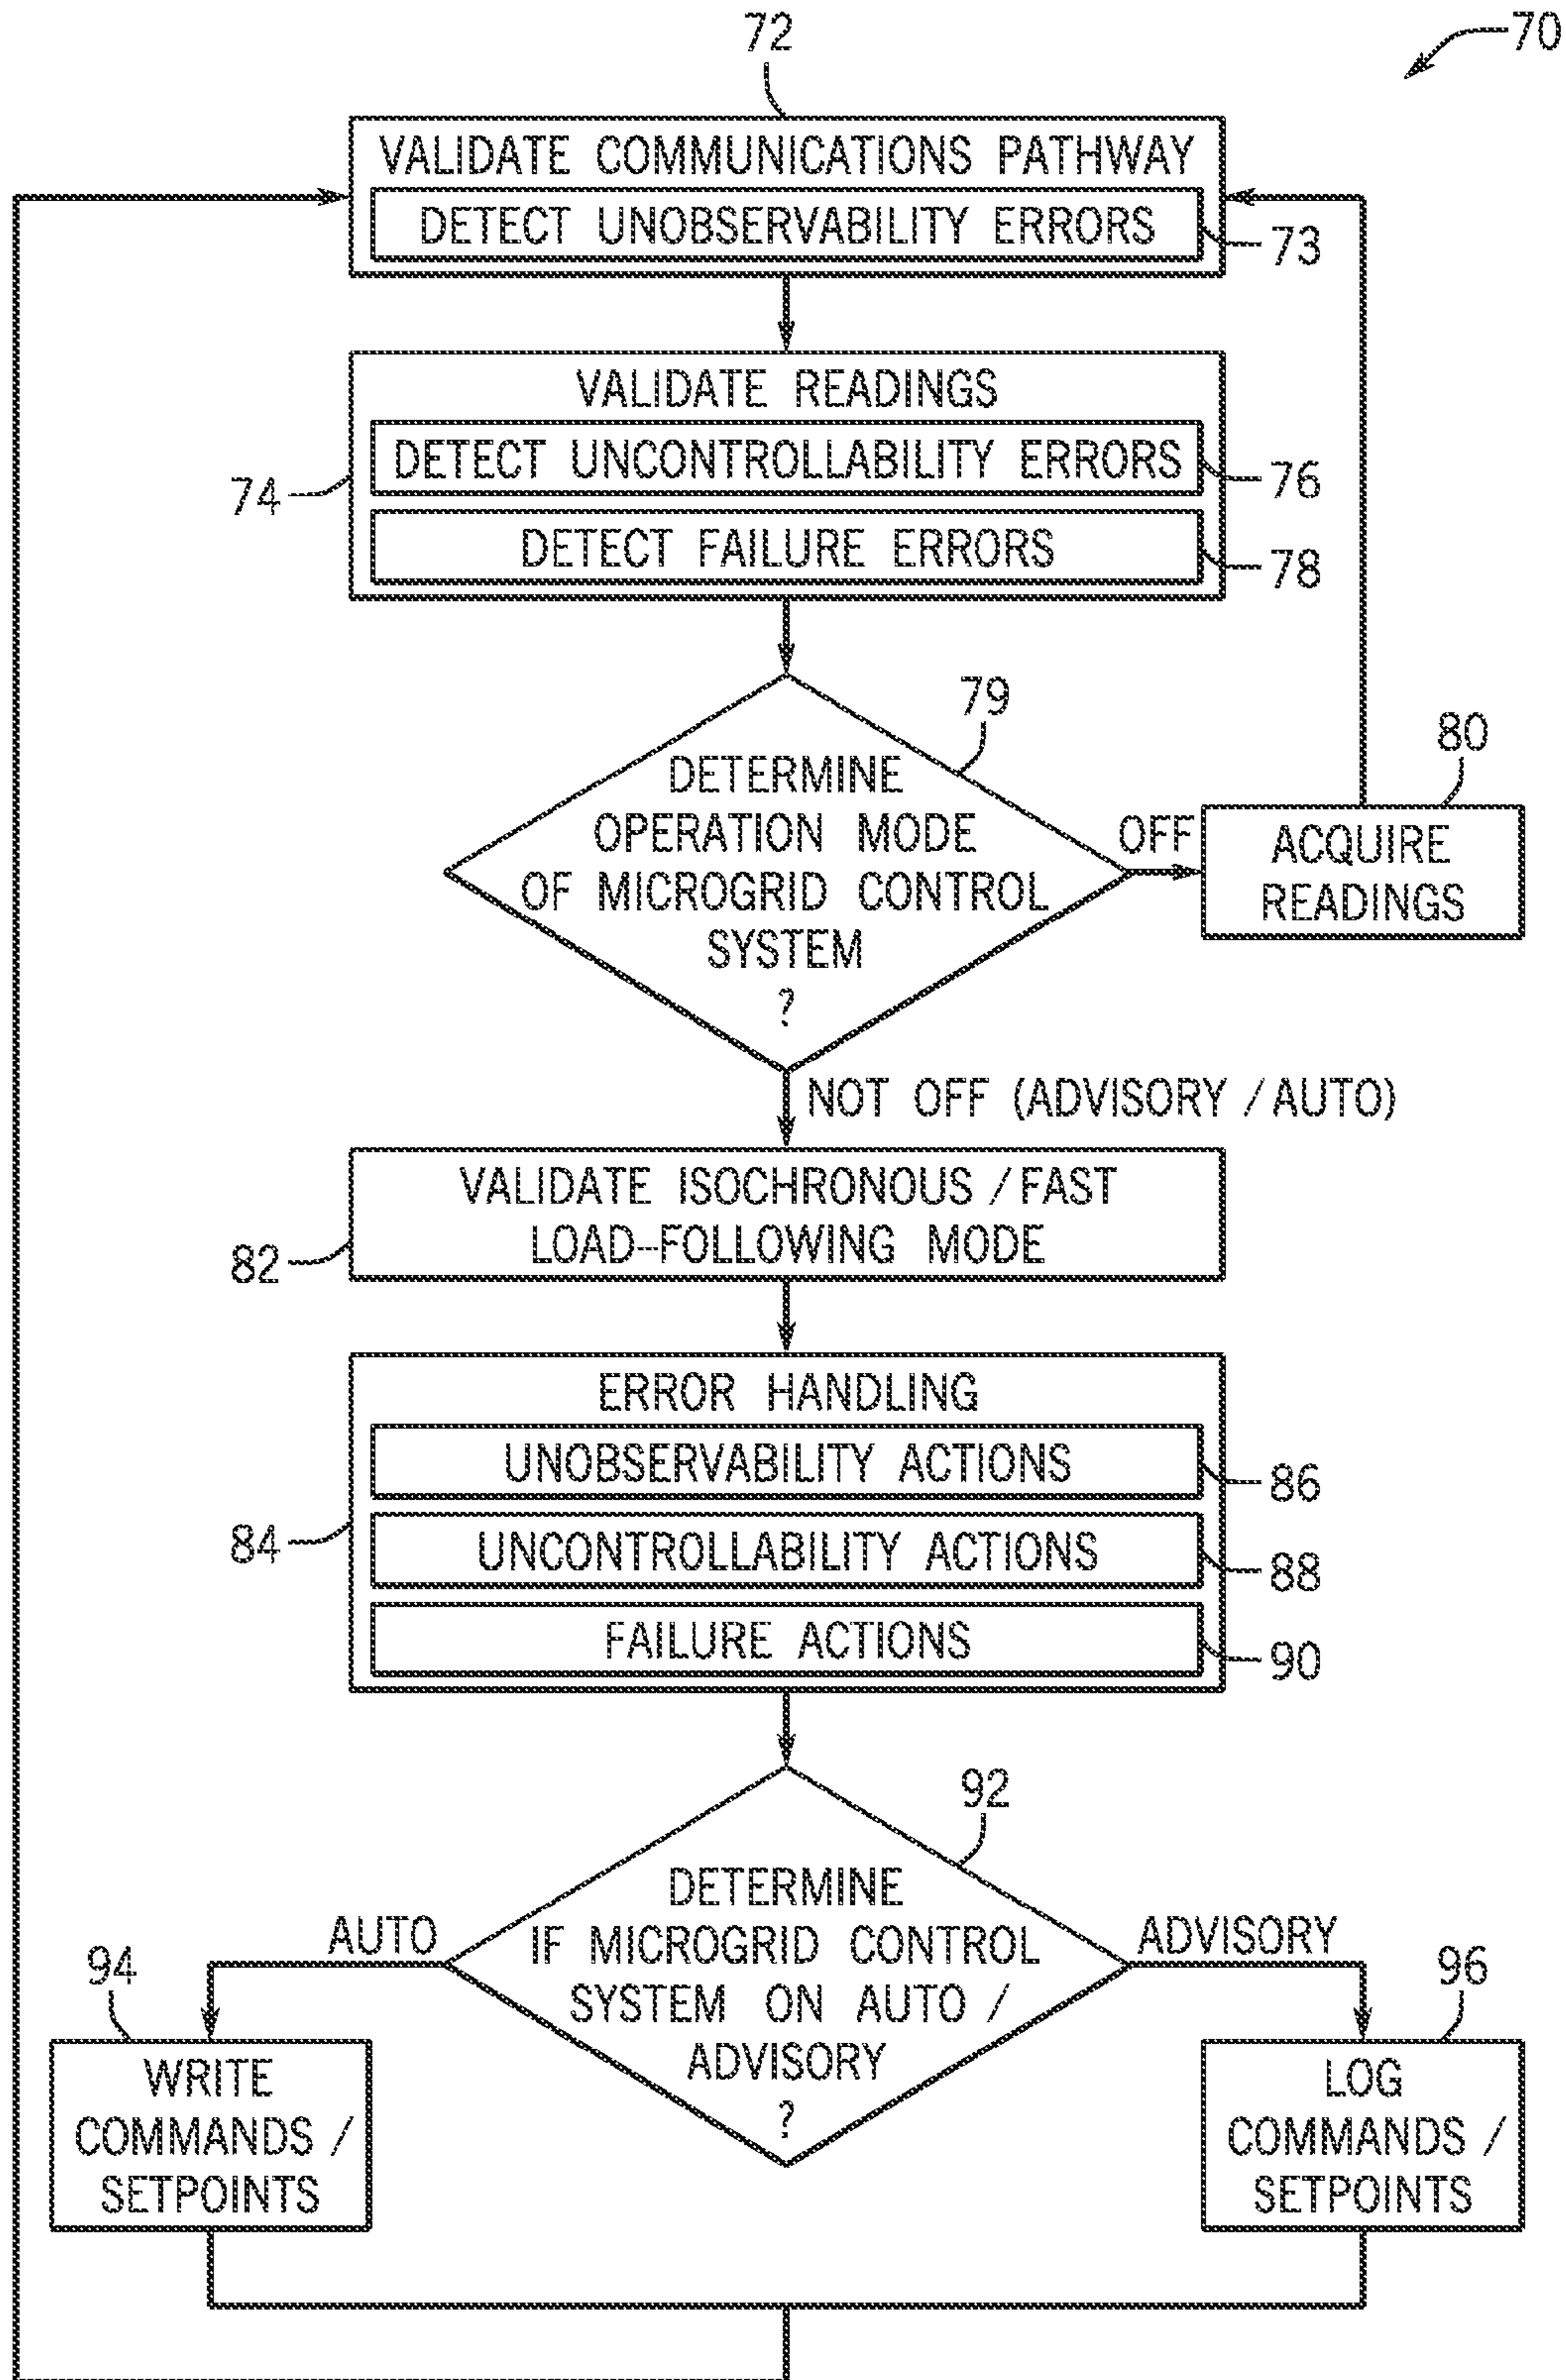 72
70
VALIDATE COMMUNICATIONS PATHWAY
DETECT UNOBSERVABILITY ERRORS
73
VALIDATE READINGS
DETECT UNCONTROLLABILITY ERRORS
74
76
DETECT FAILURE ERRORS
78
79
DETERMINE
OPERATION MODE
OF MICROGRID CONTROL
SYSTEM
?
OFF
80
ACQUIRE
READINGS
NOT OFF (ADVISORY / AUTO)
VALIDATE ISOCHRONOUS / FAST
LOAD-FOLLOWING MODE
82
ERROR HANDLING
UNOBSERVABILITY ACTIONS
86
84
UNCONTROLLABILITY ACTIONS
88
FAILURE ACTIONS
90
92
DETERMINE
IF MICROGRID CONTROL
SYSTEM ON AUTO /
ADVISORY
?
AUTO
ADVISORY
94
WRITE
COMMANDS /
SETPOINTS
96
LOG
COMMANDS /
SETPOINTS